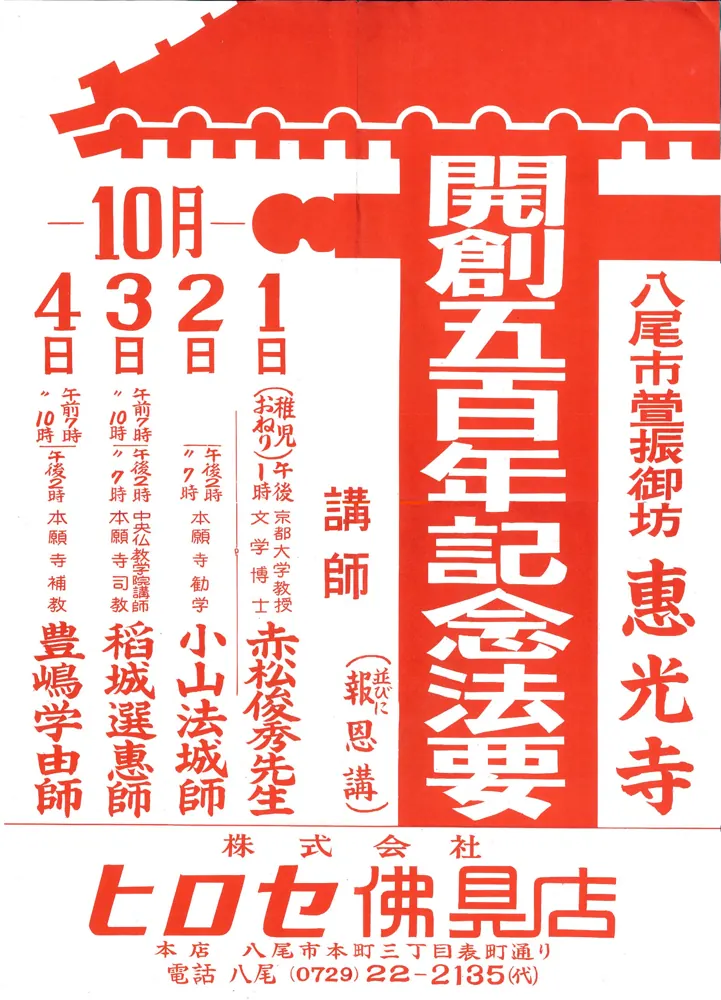 八尾市萱振御坊 惠光寺
開創五百年記念法要
(並びに報恩講)
講師
10月
1日
(稚児おねり)午後1時
京都大学教授
文学博士
赤松俊秀先生
2日
午後2時
〃7時
本願寺勧学
小山法城師
3日
午前7時
〃10時
午後2時
〃7時
中央仏教学院講師
本願寺司教
稲城選惠師
4日
午前7時
〃10時
午後2時
本願寺補教
豊嶋学由師
株式会社
ヒロセ佛具店
本店 八尾市本町三丁目表町通り
電話 八尾 (0729) 22-2135(代)